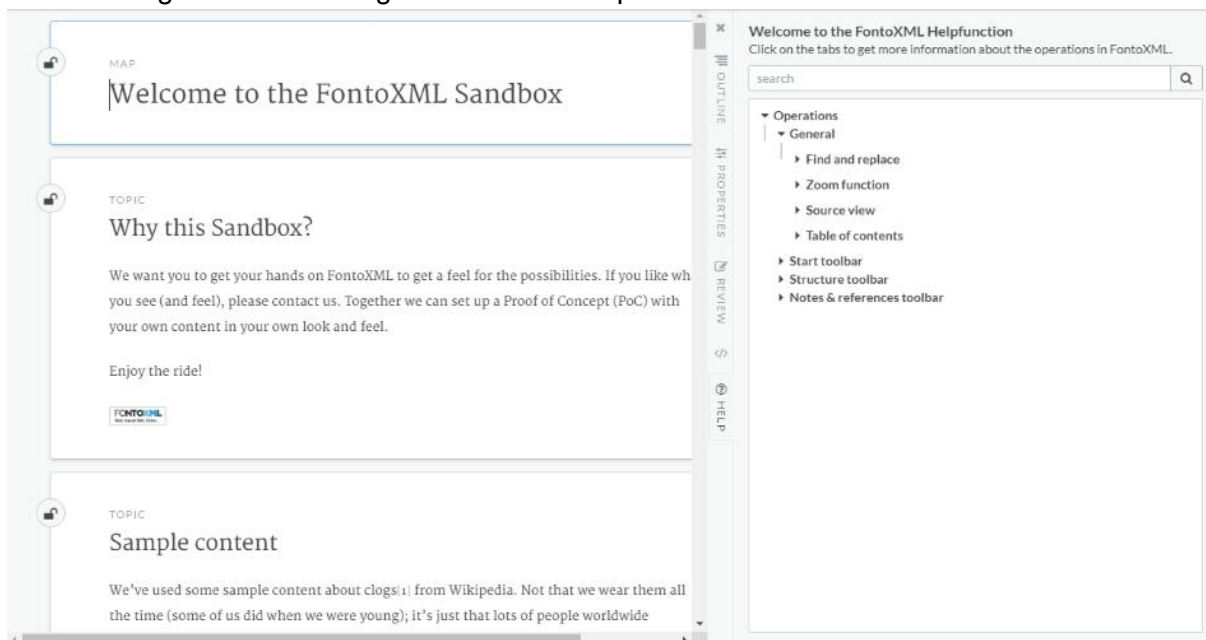 MAP
Welcome to the FontoXML Sandbox
TOPIC
Why this Sandbox?
We want you to get your hands on FontoXML to get a feel for the possibilities. If you like wh
you see (and feel), please contact us. Together we can set up a Proof of Concept (PoC) with
your own content in your own look and feel.
Enjoy the ride!
FONTOXML
TOPIC
Sample content
We've used some sample content about clogs[1] from Wikipedia. Not that we wear them all
the time (some of us did when we were young); it's just that lots of people worldwide
OUTLINE
PROPERTIES
REVIEW
HELP
Welcome to the FontoXML Helpfunction
Click on the tabs to get more information about the operations in FontoXML.
search
Operations
General
Find and replace
Zoom function
Source view
Table of contents
Start toolbar
Structure toolbar
Notes & references toolbar